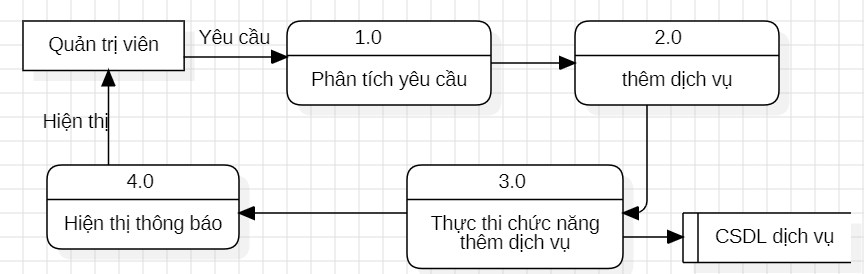 Quản trị viên
Yêu cầu
1.0
Phân tích yêu cầu
2.0
thêm dịch vụ
Hiện thị
4.0
Hiện thị thông báo
3.0
Thực thi chức năng
thêm dịch vụ
CSDL dịch vụ